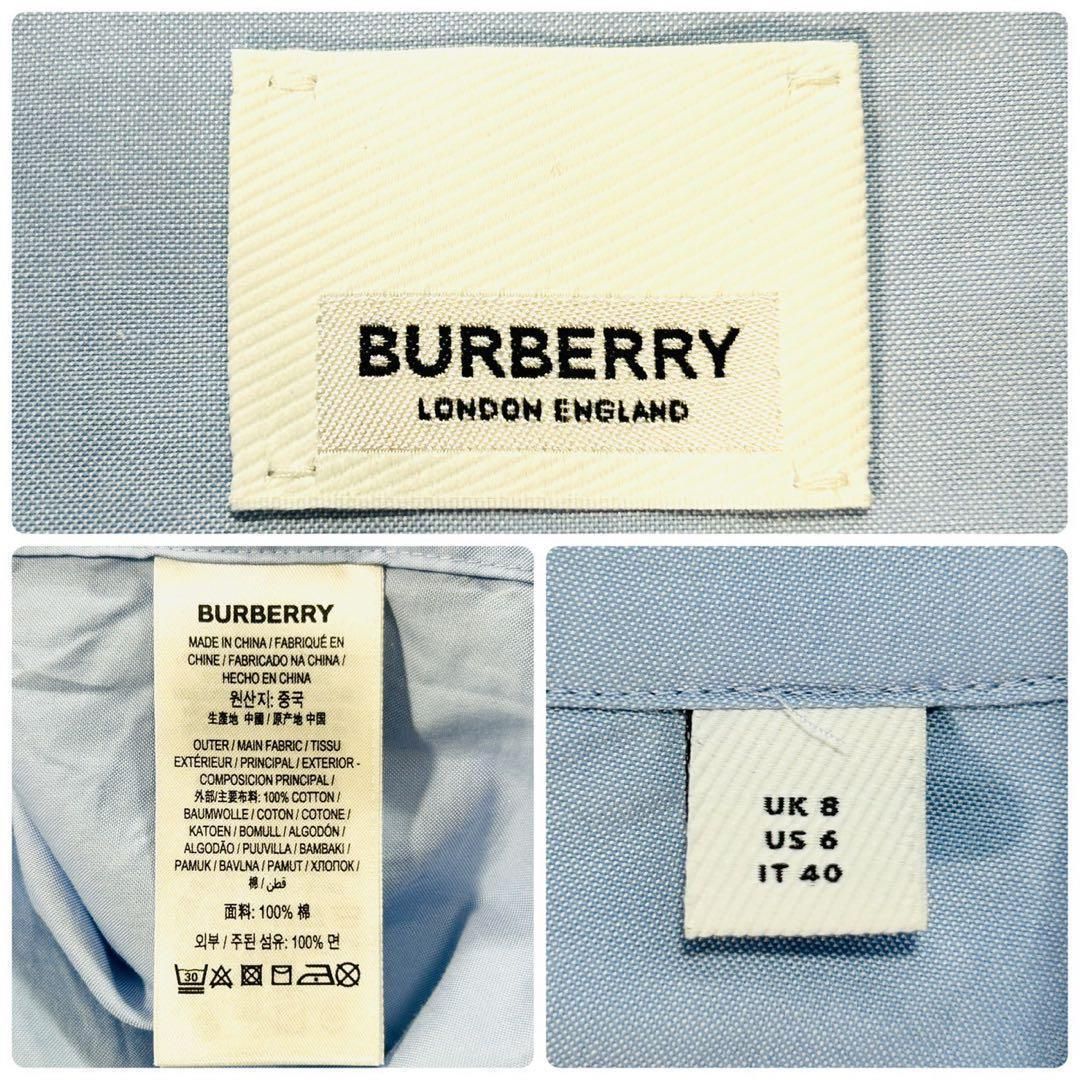 BURBERRY
LONDON ENGLAND
BURBERRY
MADE IN CHINA / FABRIQUÉ EN
CHINE / FABRICADO NA CHINA /
HECHO EN CHINA
원산지: 중국
生產地 中國 / 原产地 中国
OUTER / MAIN FABRIC / TISSU
EXTÉRIEUR / PRINCIPAL / EXTERIOR -
COMPOSICION PRINCIPAL /
外部/主要布料: 100% COTTON /
BAUMWOLLE / COTON / COTONE /
KATOEN / BOMULL / ALGODÓN /
ALGODÃO / PUUVILLA / BAMBAKI /
PAMUK / BAVLNA / PAMUT / ХЛОПОК /
棉 / قطن /
面料: 100% 棉
외부 / 주된 섬유: 100% 면
30
UK 8
US 6
IT 40